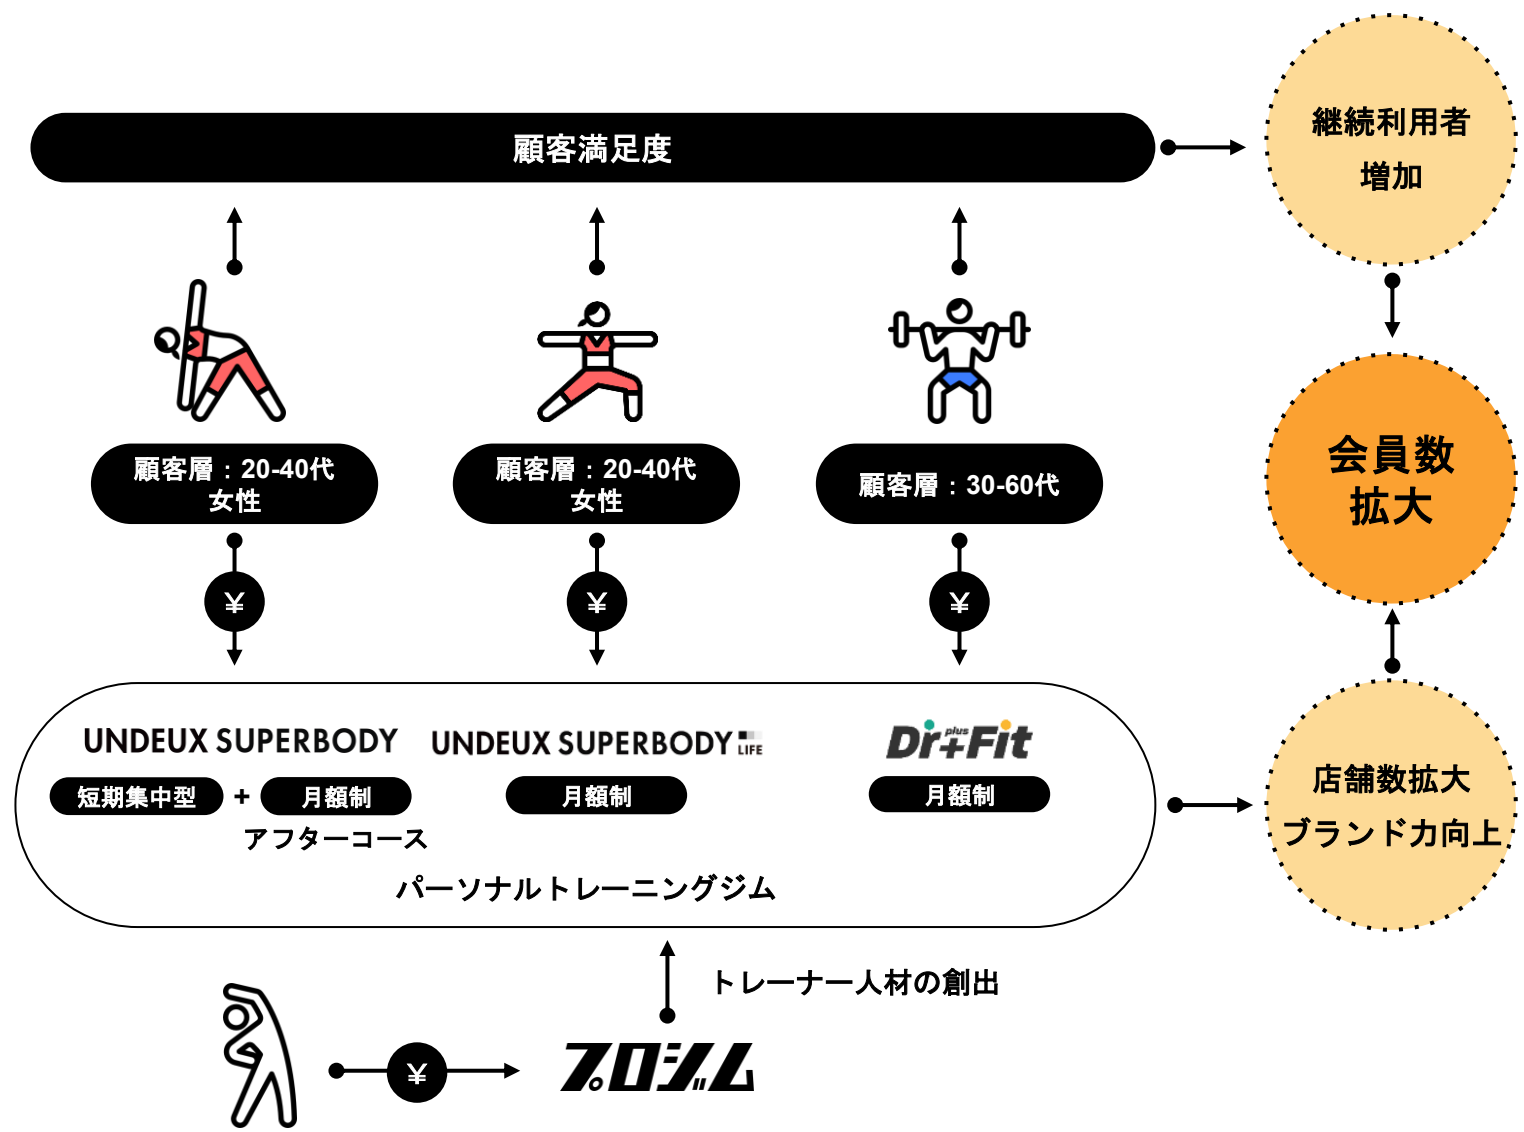 顧客満足度
継続利用者
増加
顧客層：20-40代
女性
顧客層：20-40代
女性
顧客層：30-60代
会員数
拡大
¥
¥
¥
UNDEUX SUPERBODY
短期集中型
+
月額制
アフターコース
UNDEUX SUPERBODY LIFE
月額制
Dr plus +Fit
月額制
店舗数拡大
ブランド力向上
パーソナルトレーニングジム
トレーナー人材の創出
¥
プロジム